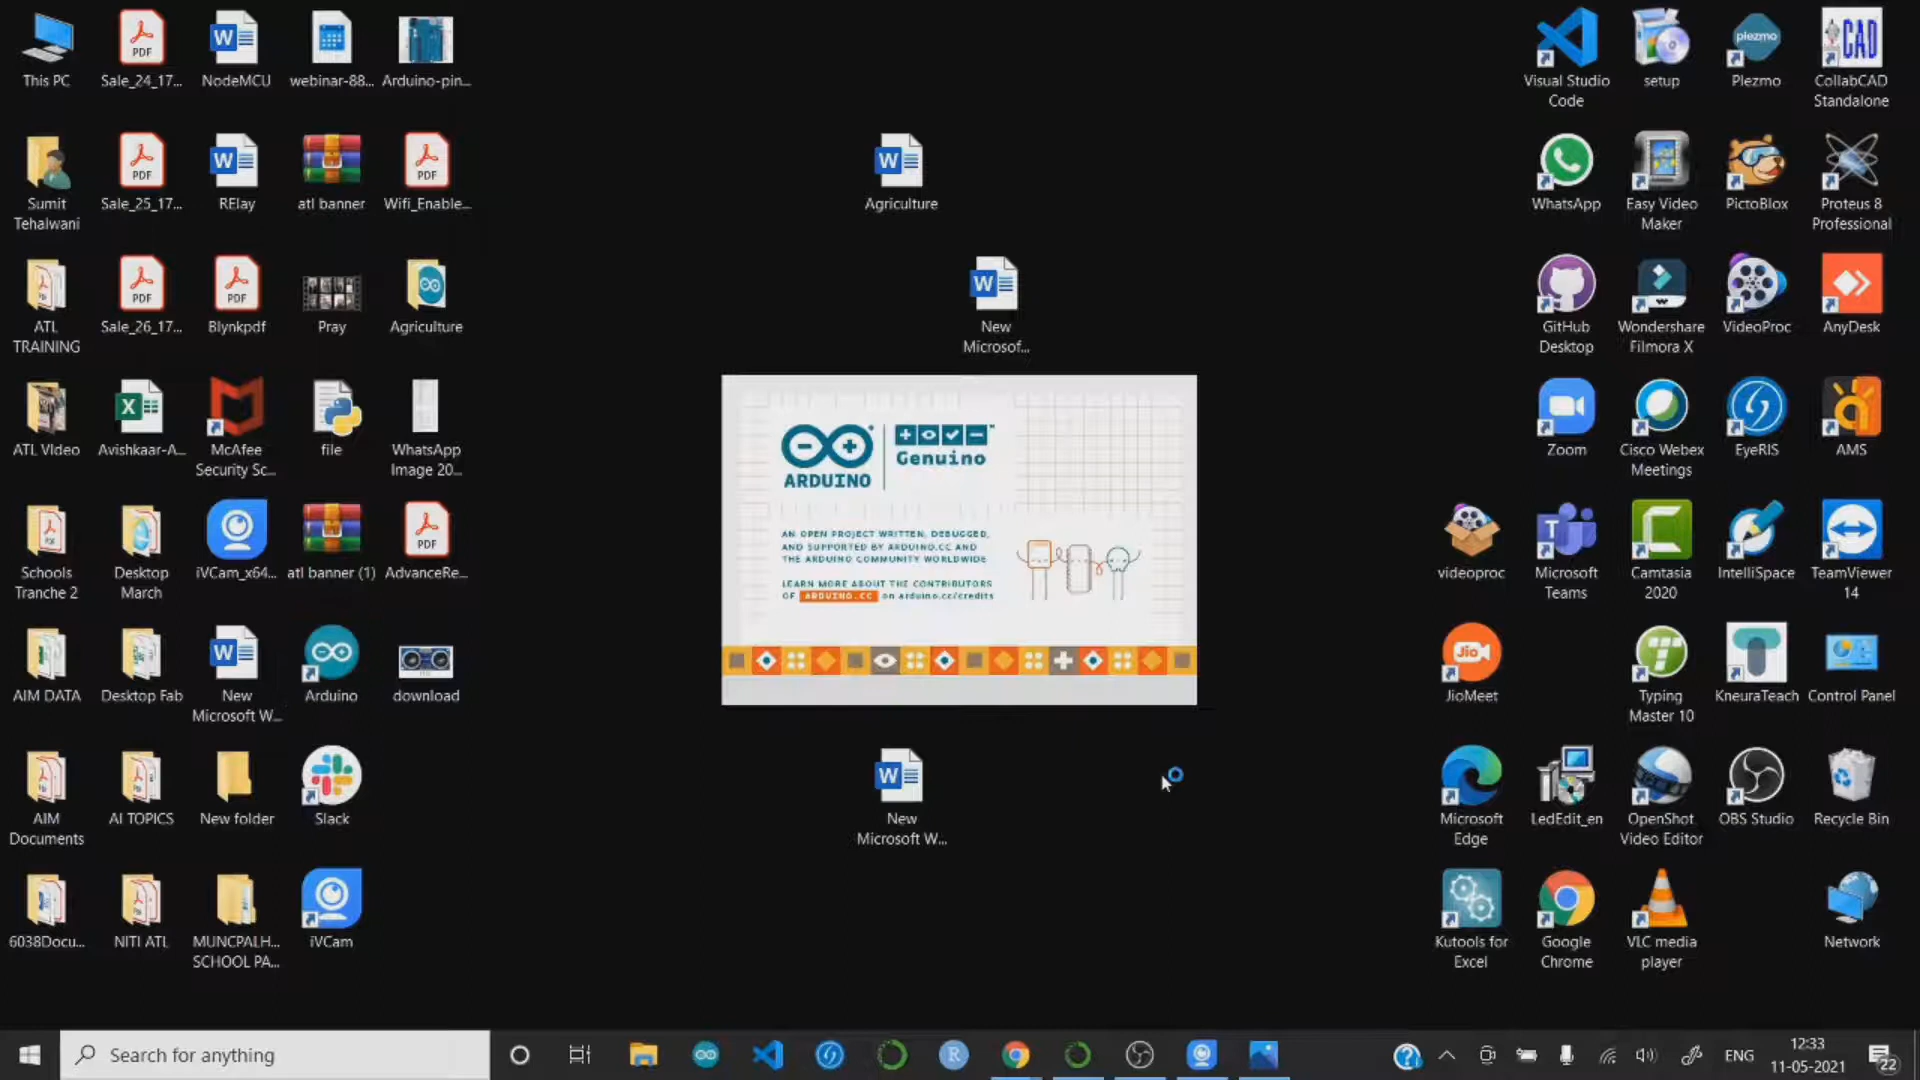 This PC
Sale_24_17...
NodeMCU
webinar-88...
Arduino-pin...
Sumit
Tehalwani
Sale_25_17...
RElay
atl banner
Wifi_Enable...
ATL
TRAINING
Sale_26_17...
Blynkpdf
Pray
Agriculture
ATL VIdeo
Avishkaar-A...
McAfee
Security Sc...
file
WhatsApp
Image 20...
Schools
Tranche 2
Desktop
March
iVCam_x64...
atl banner (1)
AdvanceRe...
AIM DATA
Desktop Fab
New
Microsoft W...
Arduino
download
AIM
Documents
AI TOPICS
New folder
Slack
6038Docu...
NITI ATL
MUNCPALH...
SCHOOL PA...
iVCam
Agriculture
New
Microsof...
ARDUINO
Genuino
AN OPEN PROJECT WRITTEN, DEBUGGED,
AND SUPPORTED BY ARDUINO.CC AND
THE ARDUINO COMMUNITY WORLDWIDE
LEARN MORE ABOUT THE CONTRIBUTORS
OF ARDUINO.CC on arduino.cc/credits
New
Microsoft W...
Visual Studio
Code
setup
plezmo
Plezmo
CAD
CollabCAD
Standalone
WhatsApp
Easy Video
Maker
PictoBlox
Proteus 8
Professional
GitHub
Desktop
Wondershare
Filmora X
VideoProc
AnyDesk
Zoom
Cisco Webex
Meetings
EyeRIS
AMS
videoproc
Microsoft
Teams
Camtasia
2020
IntelliSpace
TeamViewer
14
Jio
JioMeet
Typing
Master 10
KneuraTeach
Control Panel
Microsoft
Edge
LedEdit_en
OpenShot
Video Editor
OBS Studio
Recycle Bin
Kutools for
Excel
Google
Chrome
VLC media
player
Network
Search for anything
ENG
12:33
11-05-2021
22